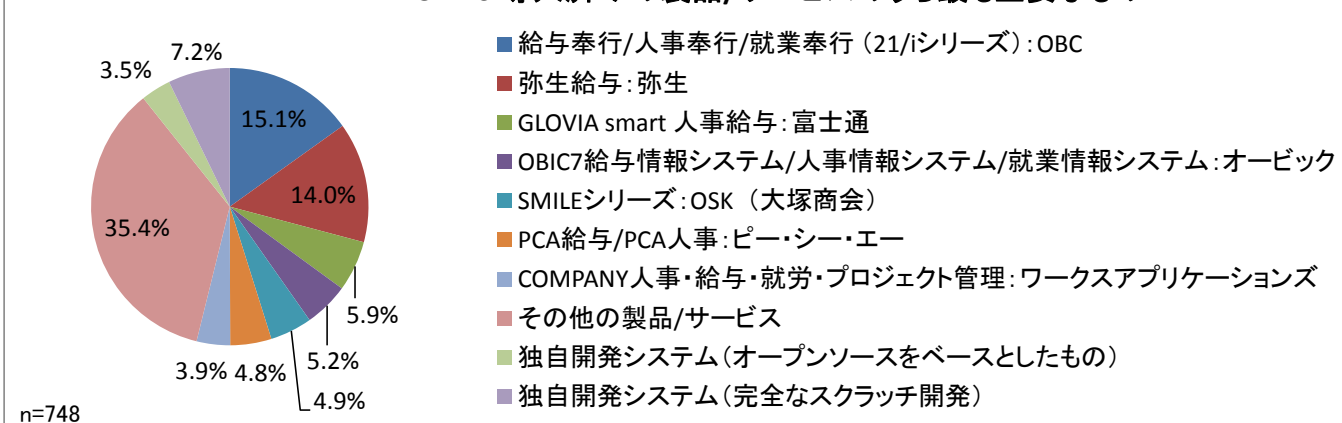 7.2%
3.5%
15.1%
14.0%
35.4%
5.9%
5.2%
3.9% 4.8%
4.9%
n=748
給与奉行/人事奉行/就業奉行（21/iシリーズ）:OBC
弥生給与:弥生
GLOVIA smart 人事給与:富士通
OBIC7給与情報システム/人事情報システム/就業情報システム:オービック
SMILEシリーズ:OSK （大塚商会）
PCA給与/PCA人事:ピー・シー・エー
COMPANY人事・給与・就労・プロジェクト管理:ワークスアプリケーションズ
その他の製品/サービス
独自開発システム（オープンソースをベースとしたもの）
独自開発システム（完全なスクラッチ開発）